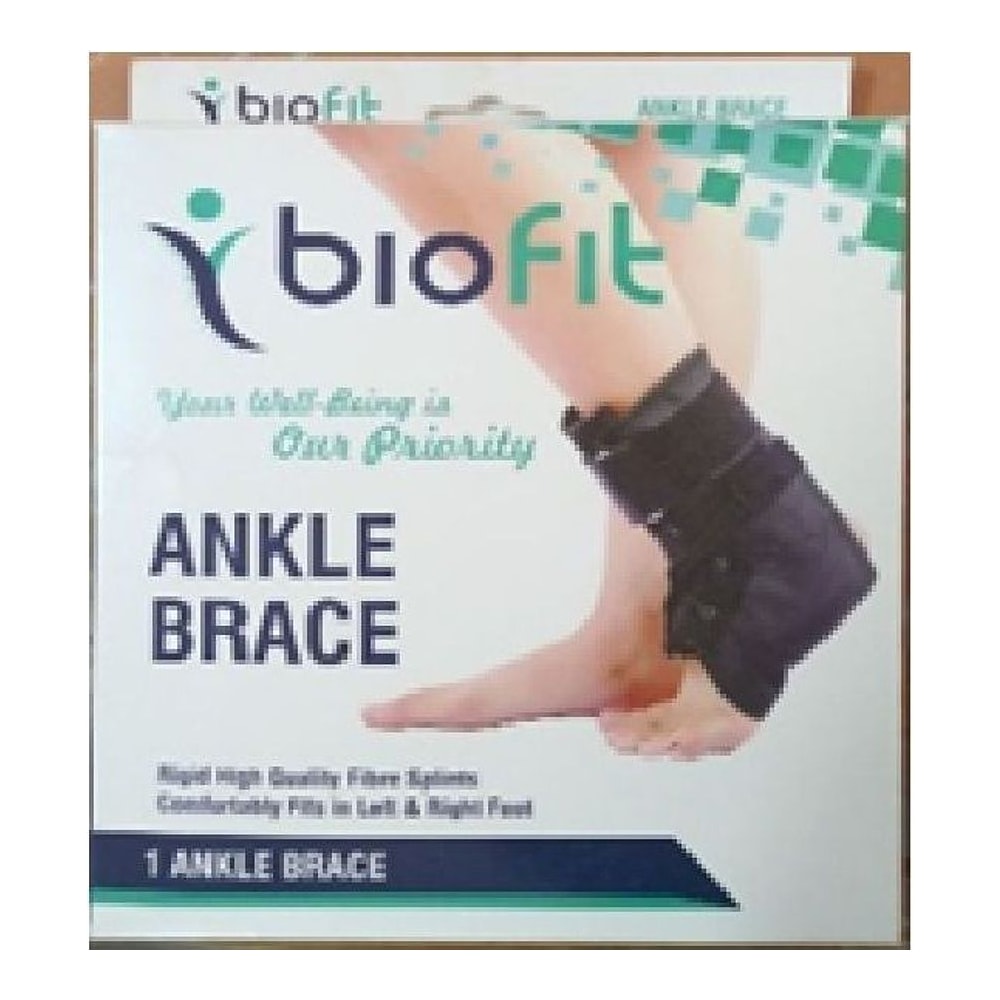 biofit
ANKLE BRACE
biofit
Your Well-Being is
Our Priority
ANKLE
BRACE
Rigid High Quality Fibre Splints
Comfortably Fits in Left & Right Foot
1 ANKLE BRACE